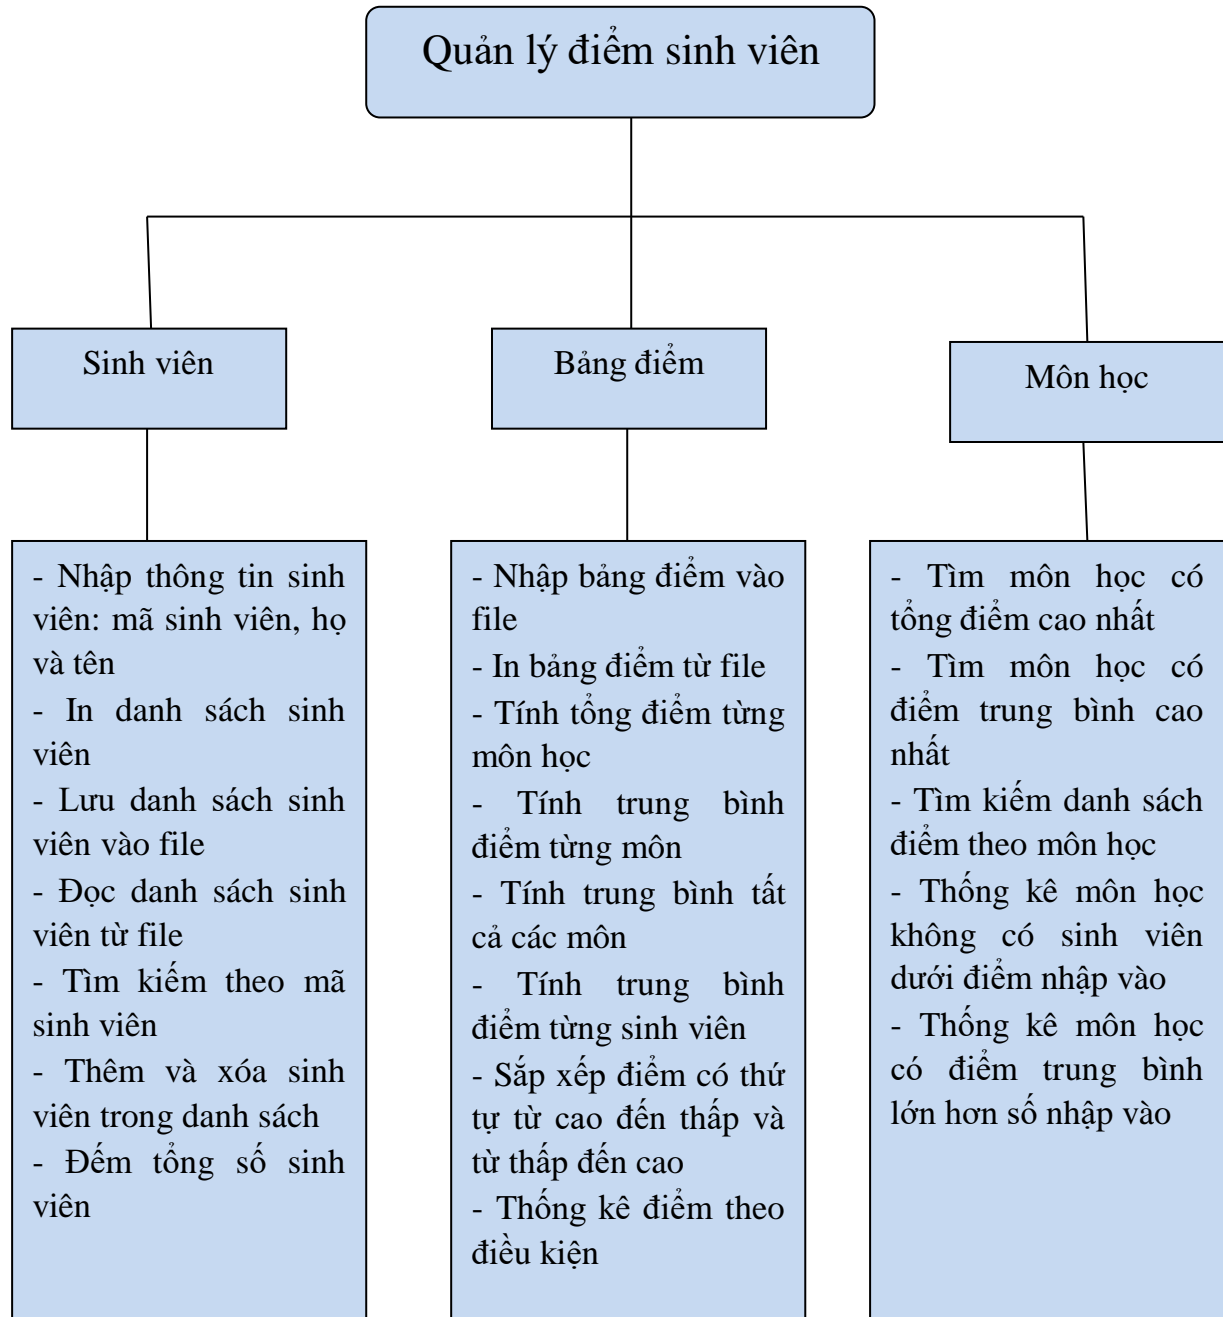 Quản lý điểm sinh viên
Sinh viên
Bảng điểm
Môn học
- Nhập thông tin sinh
viên: mã sinh viên, họ
và tên
- In danh sách sinh
viên
- Lưu danh sách sinh
viên vào file
- Đọc danh sách sinh
viên từ file
- Tìm kiếm theo mã
sinh viên
- Thêm và xóa sinh
viên trong danh sách
- Đếm tổng số sinh
viên
- Nhập bảng điểm vào
file
- In bảng điểm từ file
- Tính tổng điểm từng
môn học
- Tính trung bình
điểm từng môn
- Tính trung bình tất
cả các môn
- Tính trung bình
điểm từng sinh viên
- Sắp xếp điểm có thứ
tự từ cao đến thấp và
từ thấp đến cao
- Thống kê điểm theo
điều kiện
- Tìm môn học có
tổng điểm cao nhất
- Tìm môn học có
điểm trung bình cao
nhất
- Tìm kiếm danh sách
điểm theo môn học
- Thống kê môn học
không có sinh viên
dưới điểm nhập vào
- Thống kê môn học
có điểm trung bình
lớn hơn số nhập vào